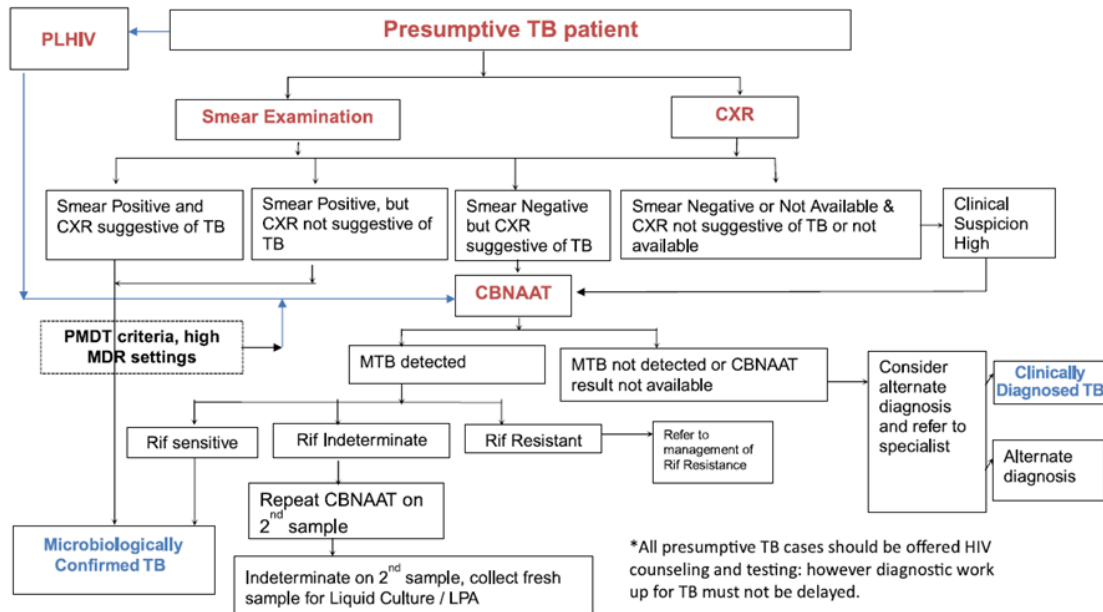 PLHIV
Presumptive TB patient
Smear Examination
CXR
Smear Positive and
CXR suggestive of TB
Smear Positive, but
CXR not suggestive of
TB
Smear Negative
but CXR
suggestive of TB
Smear Negative or Not Available &
CXR not suggestive of TB or not
available
Clinical
Suspicion
High
CBNAAT
PMDT criteria, high
MDR settings
MTB detected
MTB not detected or CBNAAT
result not available
Consider
alternate
diagnosis
and refer to
specialist
Clinically
Diagnosed TB
Alternate
diagnosis
Rif sensitive
Rif Indeterminate
Rif Resistant
Refer to
management of
Rif Resistance
Repeat CBNAAT on
2nd sample
Microbiologically
Confirmed TB
Indeterminate on 2nd sample, collect fresh
sample for Liquid Culture / LPA
*All presumptive TB cases should be offered HIV
counseling and testing: however diagnostic work
up for TB must not be delayed.